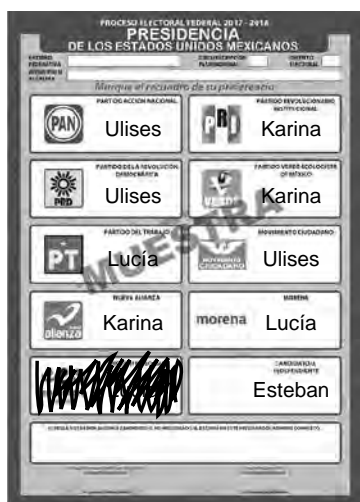 PROCESO ELECTORAL FEDERAL 2017 - 2018
PRESIDENCIA
DE LOS ESTADOS UNIDOS MEXICANOS
ENTIDAD FEDERATIVA
CIRCUNSCRIPCIÓN PLURINOMINAL
DISTRITO ELECTORAL
Marque el recuadro de su preferencia
PARTIDO ACCIÓN NACIONAL
PAN
Ulises
PARTIDO REVOLUCIONARIO
INSTITUCIONAL
PRI
Karina
PARTIDO DE LA REVOLUCIÓN
DEMOCRÁTICA
PRD
Ulises
PARTIDO VERDE ECOLOGISTA
DE MÉXICO
VERDE
Karina
PARTIDO DEL TRABAJO
PT
Lucía
MOVIMIENTO CIUDADANO
MOVIMIENTO
CIUDADANO
Ulises
MUESTRA
NUEVA ALIANZA
alianza
Karina
MORENA
morena
Lucía
CANDIDATURA
INDEPENDIENTE
Esteban